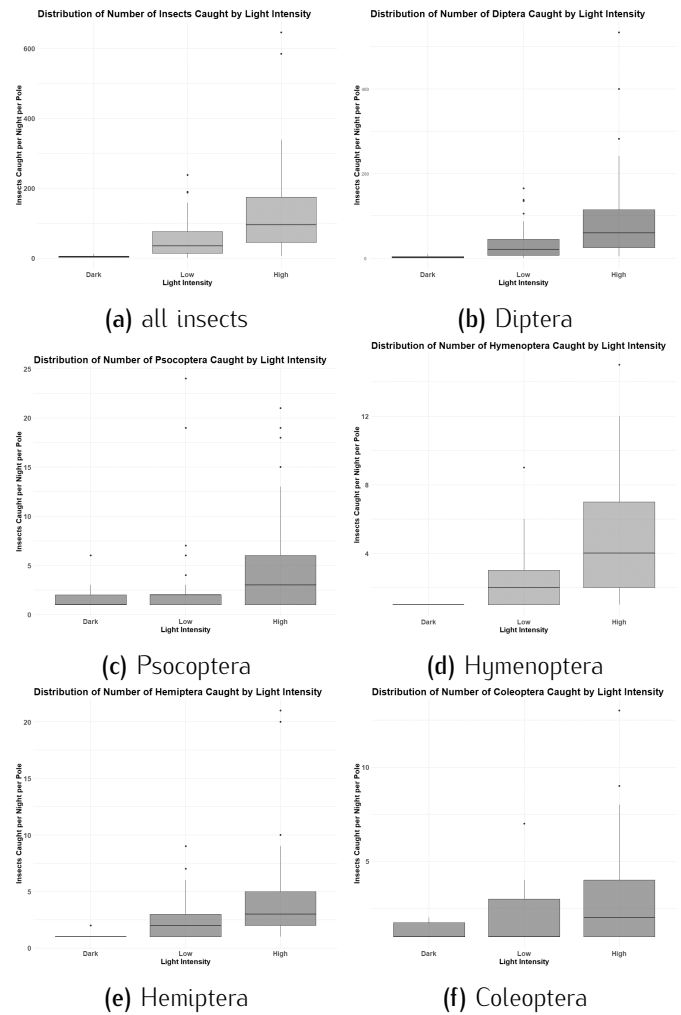 Distribution of Number of Insects Caught by Light Intensity
Insects Caught per Night per Pole
600
400
200
0
Dark Low High
Light Intensity
(a) all insects
Distribution of Number of Diptera Caught by Light Intensity
Insects Caught per Night per Pole
400
200
0
Dark Low High
Light Intensity
(b) Diptera
Distribution of Number of Psocoptera Caught by Light Intensity
Insects Caught per Night per Pole
25
20
15
10
5
0
Dark Low High
Light Intensity
(c) Psocoptera
Distribution of Number of Hymenoptera Caught by Light Intensity
Insects Caught per Night per Pole
12
8
4
Dark Low High
Light Intensity
(d) Hymenoptera
Distribution of Number of Hemiptera Caught by Light Intensity
Insects Caught per Night per Pole
20
15
10
5
0
Dark Low High
Light Intensity
(e) Hemiptera
Distribution of Number of Coleoptera Caught by Light Intensity
Insects Caught per Night per Pole
10
5
Dark Low High
Light Intensity
(f) Coleoptera